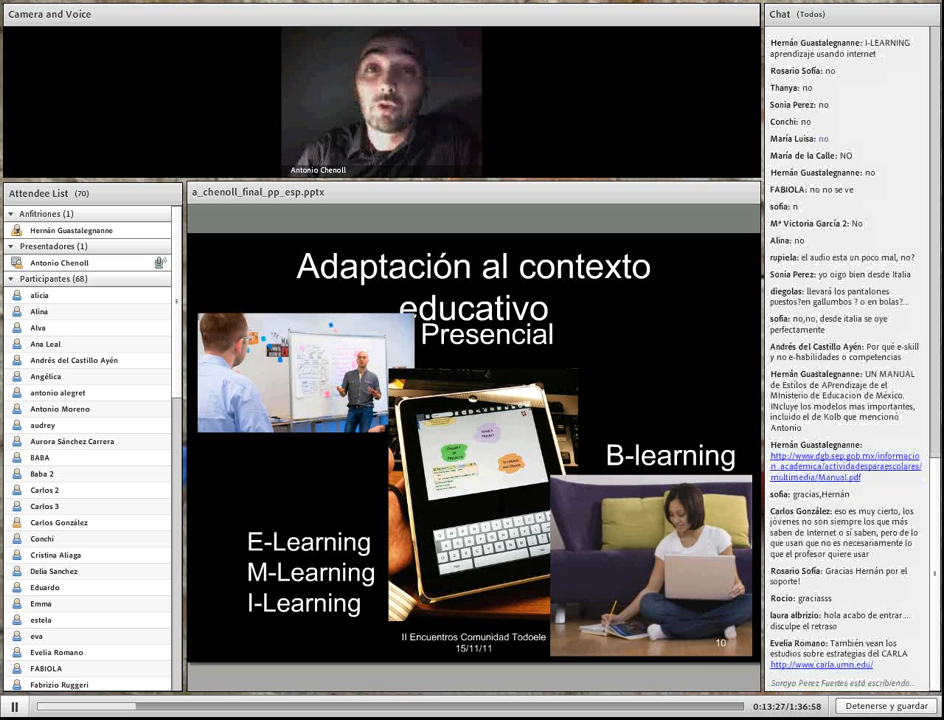 Camera and Voice
Antonio Chenoll
Attendee List (70)
Anfitriones (1)
Hernán Guastalegnanne
Presentadores (1)
Antonio Chenoll
Participantes (68)
alicia
Alina
Alva
Ana Leal
Andrés del Castillo Ayén
Angélica
antonio alegret
Antonio Moreno
audrey
Aurora Sánchez Carrera
BABA
Baba 2
Carlos 2
Carlos 3
Carlos González
Conchi
Cristina Aliaga
Delia Sanchez
Eduardo
Emma
estela
eva
Evelia Romano
FABIOLA
Fabrizio Ruggeri
a_chenoll_final_pp_esp.pptx
Adaptación al contexto
educativo
Presencial
B-learning
E-Learning
M-Learning
I-Learning
II Encuentros Comunidad Todoele
15/11/11
10
Chat (Todos)
Hernán Guastalegnanne: I-LEARNING
aprendizaje usando internet
Rosario Sofía: no
Thanya: no
Sonia Perez: no
Conchi: no
María Luisa: no
María de la Calle: NO
Hernán Guastalegnanne: no
FABIOLA: no no se ve
sofia: n
Mª Victoria García 2: No
Alina: no
rupiela: el audio esta un poco mal, no?
Sonia Perez: yo oigo bien desde Italia
diegolas: llevará los pantalones
puestos?en gallumbos ? o en bolas?...
sofia: no,no, desde italia se oye
perfectamente
Andrés del Castillo Ayén: Por qué e-skill
y no e-habilidades o competencias
Hernán Guastalegnanne: UN MANUAL
de Estilos de APrendizaje de el
MInisterio de Educacion de México.
INcluye los modelos mas importantes,
incluido el de Kolb que mencionó
Antonio
Hernán Guastalegnanne:
http://www.dgb.sep.gob.mx/informacio
n_academica/actividadesparaescolares/
multimedia/Manual.pdf
sofia: gracias,Hernán
Carlos González: eso es muy cierto, los
jóvenes no son siempre los que más
saben de Internet o sí saben, pero de lo
que usan que no es necesariamente lo
que el profesor quiere usar
Rosario Sofía: Gracias Hernán por el
soporte!
Rocio: graciasss
laura albrizio: hola acabo de entrar...
disculpe el retraso
Evelia Romano: También vean los
estudios sobre estrategias del CARLA
http://www.carla.umn.edu/
Soraya Perez Fuertes está escribiendo...
0:13:27/1:36:58
Detenerse y guardar